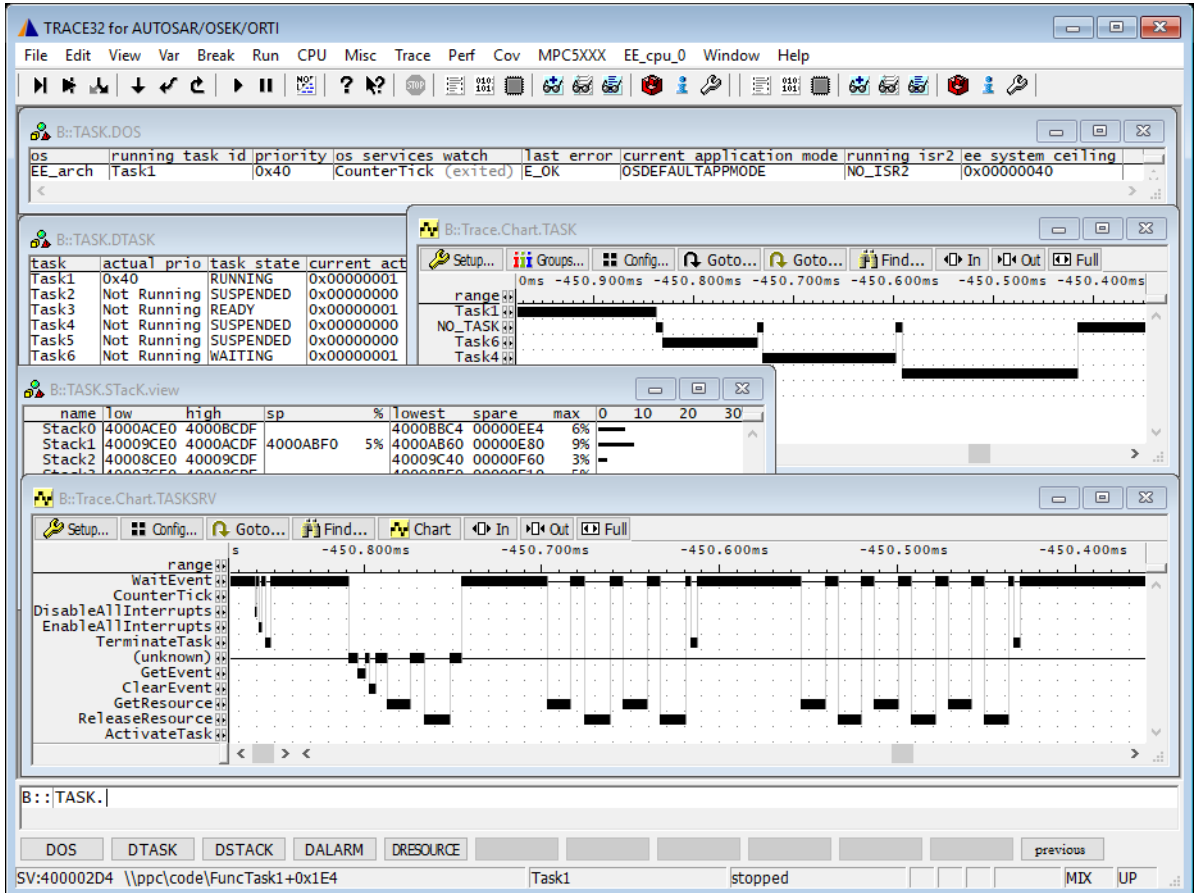 TRACE32 for AUTOSAR/OSEK/ORTI
File Edit View Var Break Run CPU Misc Trace Perf Cov MPC5XXX EE_cpu_0 Window Help
B::TASK.DOS
os running task id priority os services watch last error current application mode running isr2 ee system ceiling
EE_arch Task1 0x40 CounterTick (exited) E_OK OSDEFAULTAPPMODE NO_ISR2 0x00000040
B::TASK.DTASK
task actual prio task state current act
Task1 0x40 RUNNING 0x00000001
Task2 Not Running SUSPENDED 0x00000000
Task3 Not Running READY 0x00000001
Task4 Not Running SUSPENDED 0x00000000
Task5 Not Running SUSPENDED 0x00000000
Task6 Not Running WAITING 0x00000001
B::Trace.Chart.TASK
Setup... Groups... Config... Goto... Goto... Find... In Out Full
0ms -450.900ms -450.800ms -450.700ms -450.600ms -450.500ms -450.400ms
range
Task1
NO_TASK
Task6
Task4
B::TASK.STacK.view
name low high sp % lowest spare max 0 10 20 30
Stack0 4000ACE0 4000BCDF 4000BBC4 00000EE4 6%
Stack1 40009CE0 4000ACDF 4000ABF0 5% 4000AB60 00000E80 9%
Stack2 40008CE0 40009CDF 40009C40 00000F60 3%
B::Trace.Chart.TASKSRV
Setup... Config... Goto... Find... Chart In Out Full
s -450.800ms -450.700ms -450.600ms -450.500ms -450.400ms
range
WaitEvent
CounterTick
DisableAllInterrupts
EnableAllInterrupts
TerminateTask
(unknown)
GetEvent
ClearEvent
GetResource
ReleaseResource
ActivateTask
B::TASK.
DOS DTASK DSTACK DALARM DRESOURCE previous
SV:400002D4 \\ppc\code\FuncTask1+0x1E4 Task1 stopped MIX UP